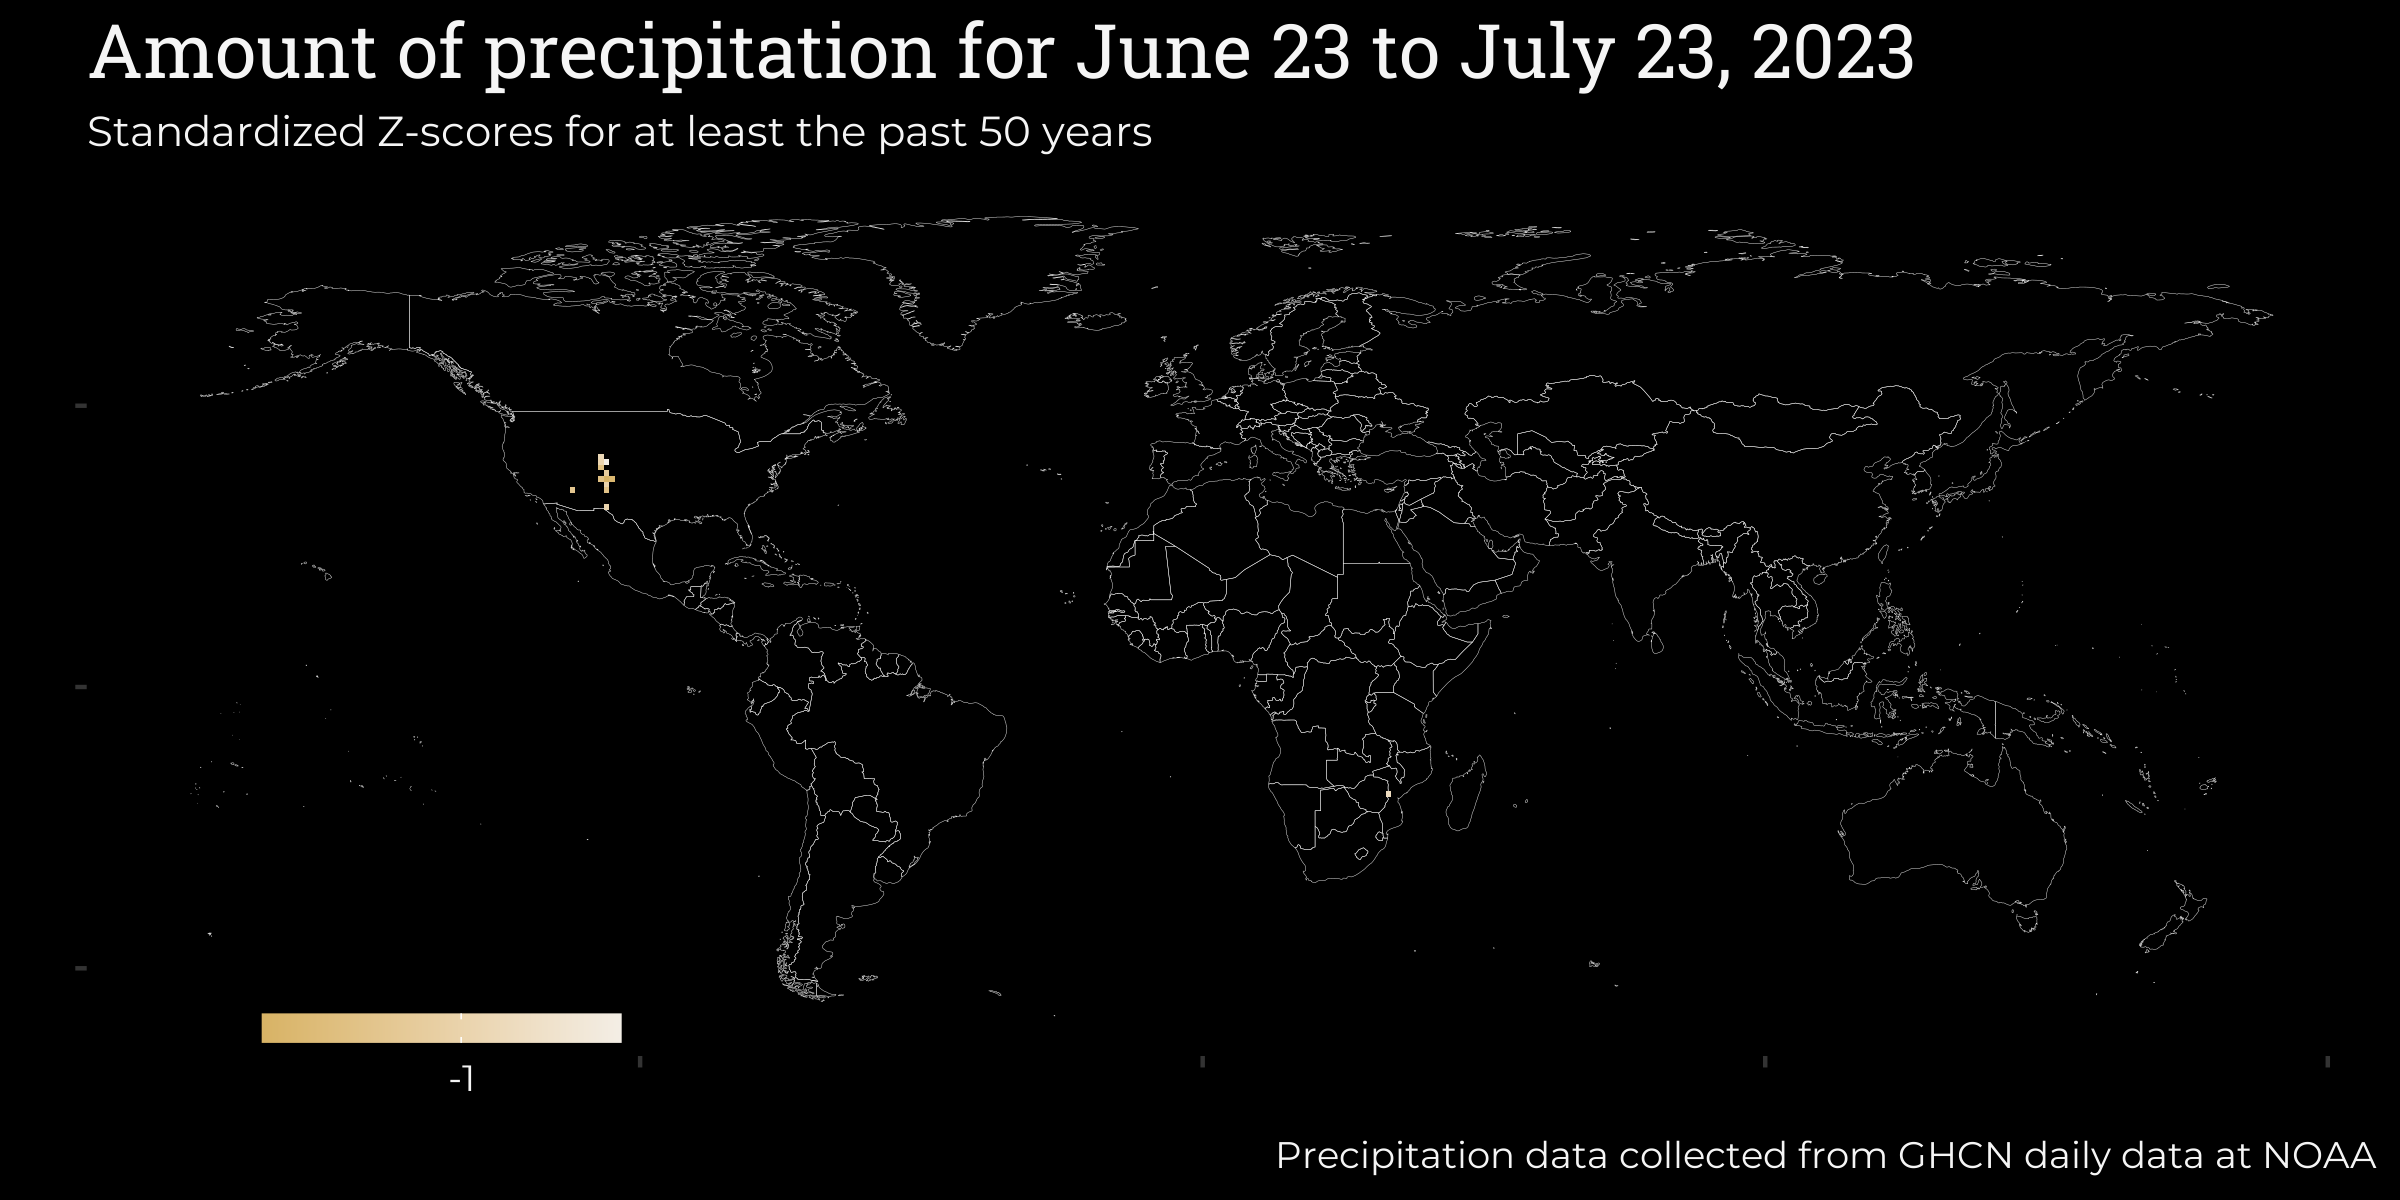 Amount of precipitation for June 23 to July 23, 2023
Standardized Z-scores for at least the past 50 years
-1
Precipitation data collected from GHCN daily data at NOAA